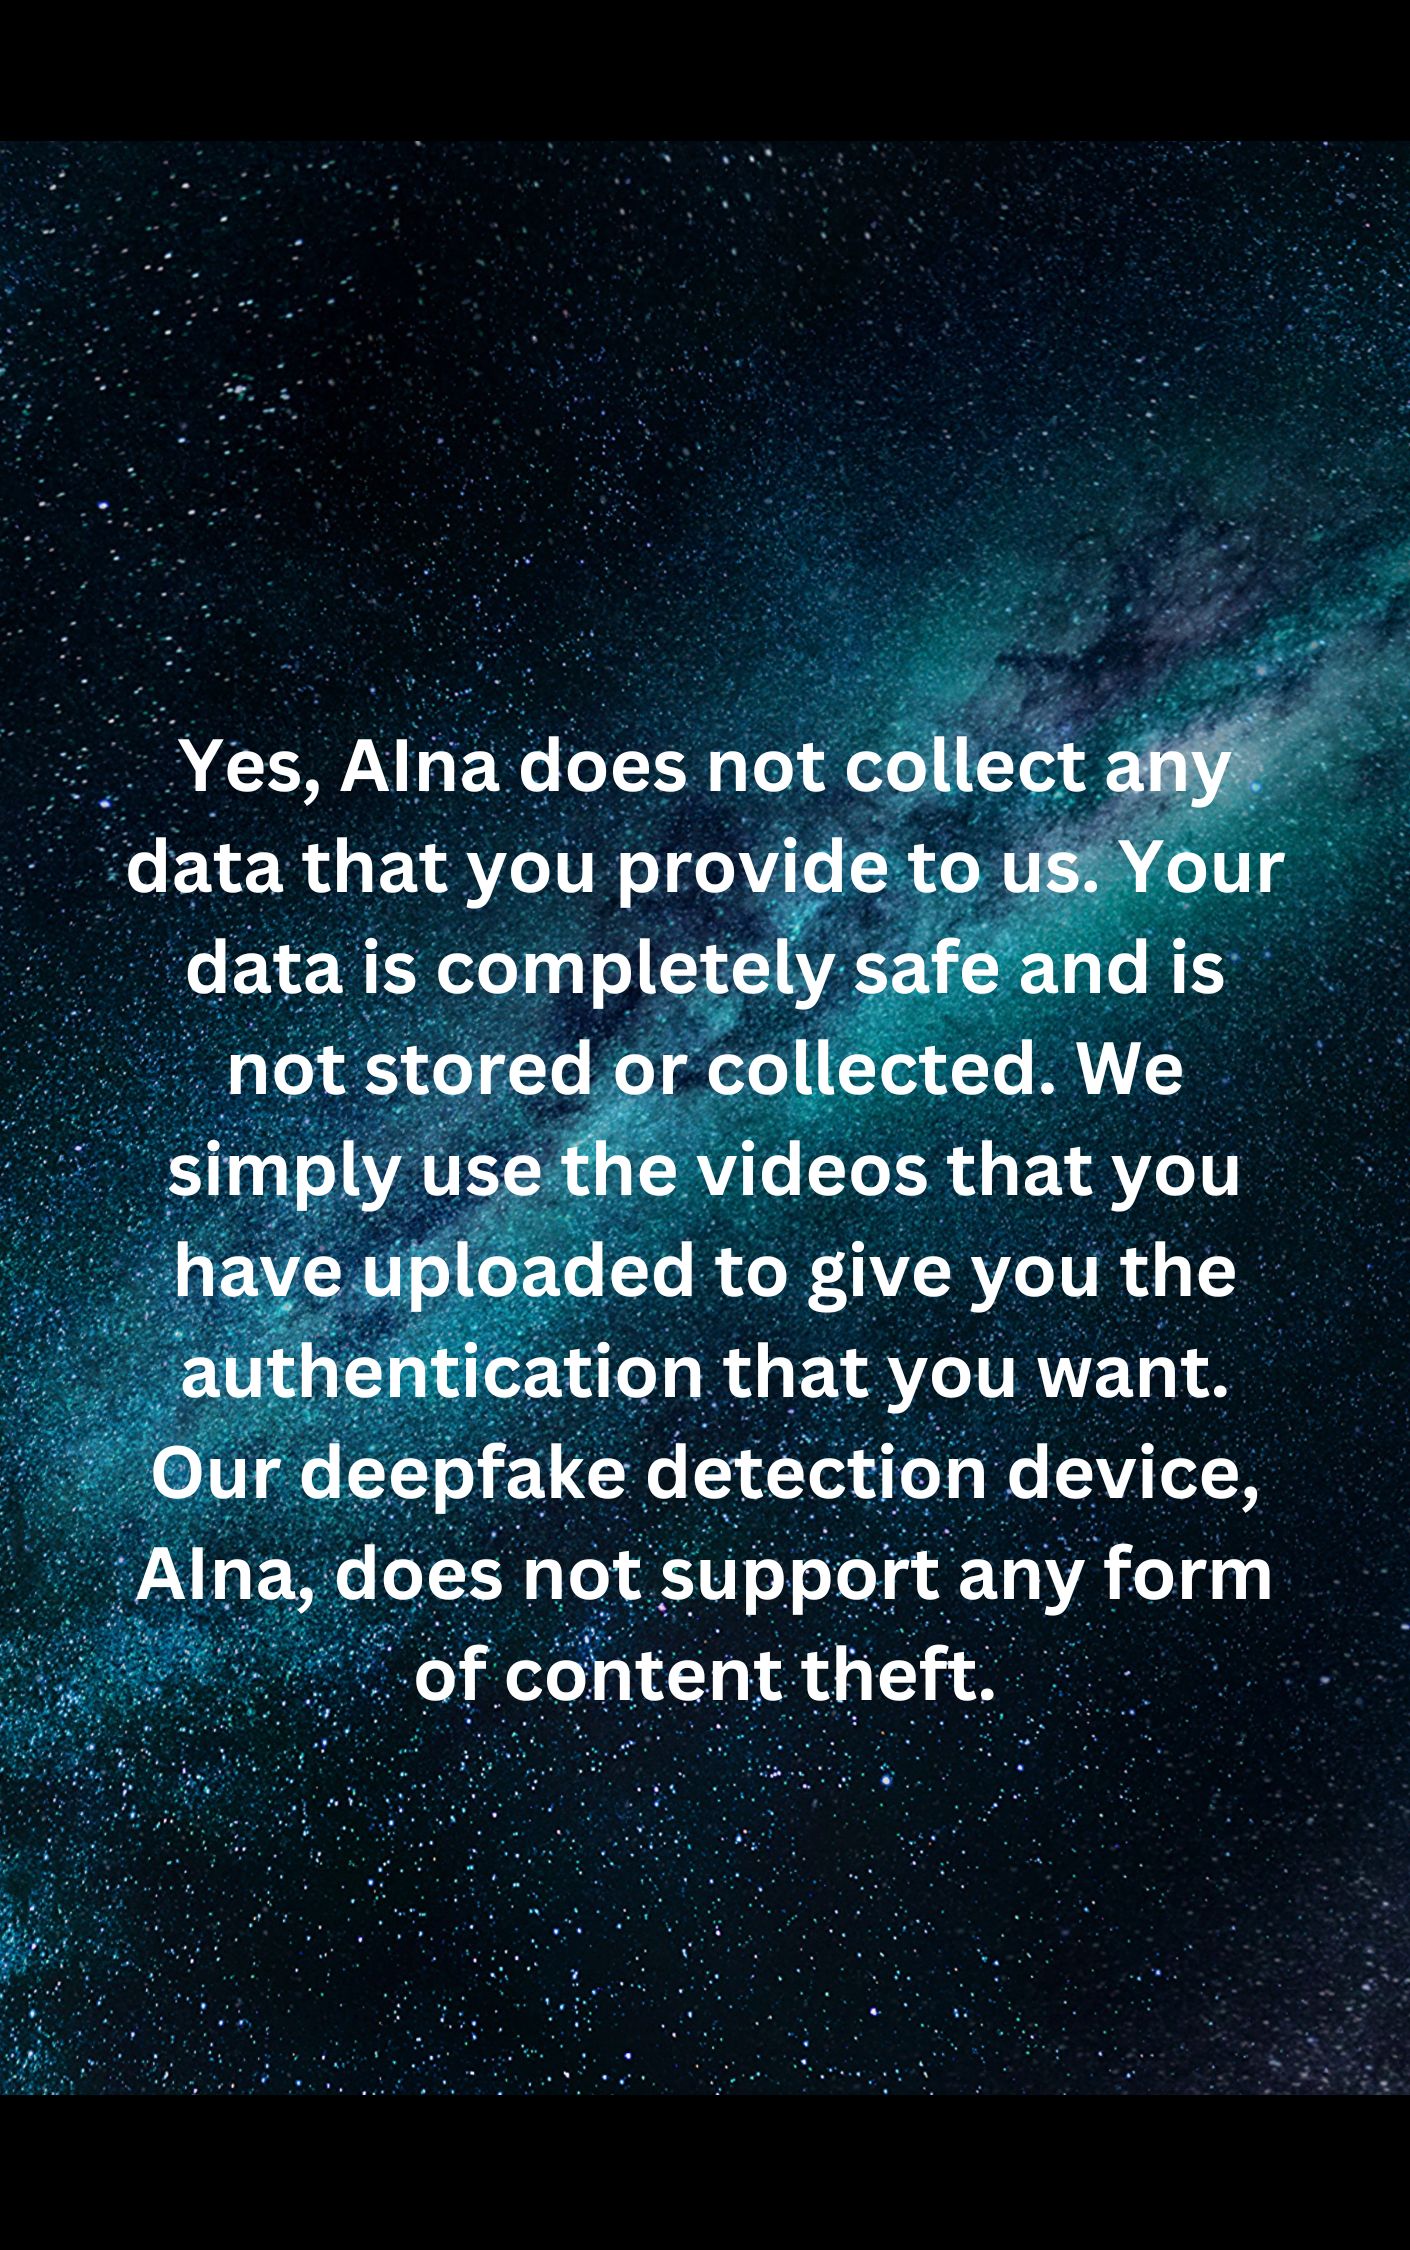 Yes, AIna does not collect any
data that you provide to us. Your
data is completely safe and is
not stored or collected. We
simply use the videos that you
have uploaded to give you the
authentication that you want.
Our deepfake detection device,
AIna, does not support any form
of content theft.